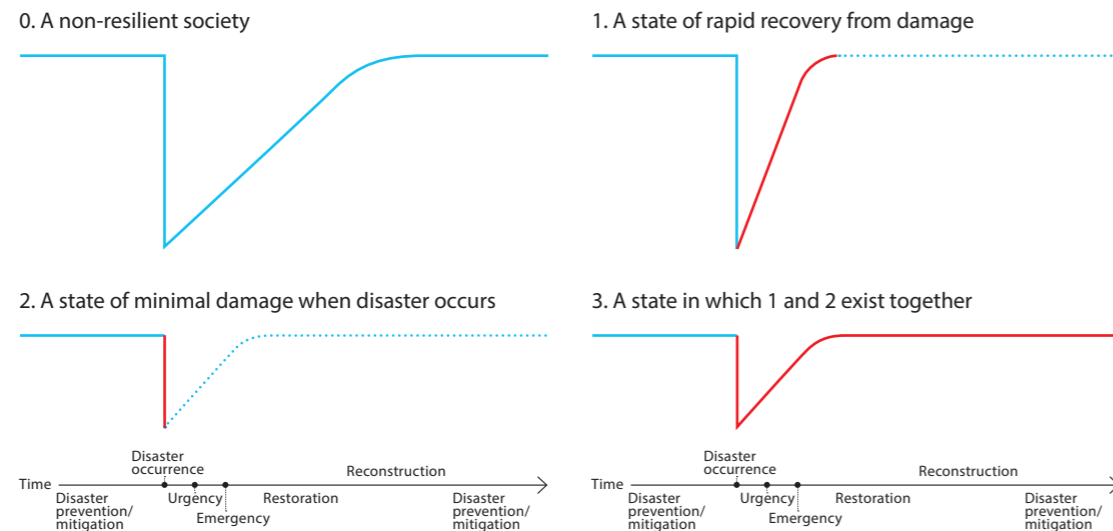 0. A non-resilient society
1. A state of rapid recovery from damage
2. A state of minimal damage when disaster occurs
3. A state in which 1 and 2 exist together
Disaster
occurrence
Reconstruction
Time
Disaster
prevention/
mitigation
Urgency
Emergency
Restoration
Disaster
prevention/
mitigation
Disaster
occurrence
Reconstruction
Time
Disaster
prevention/
mitigation
Urgency
Emergency
Restoration
Disaster
prevention/
mitigation